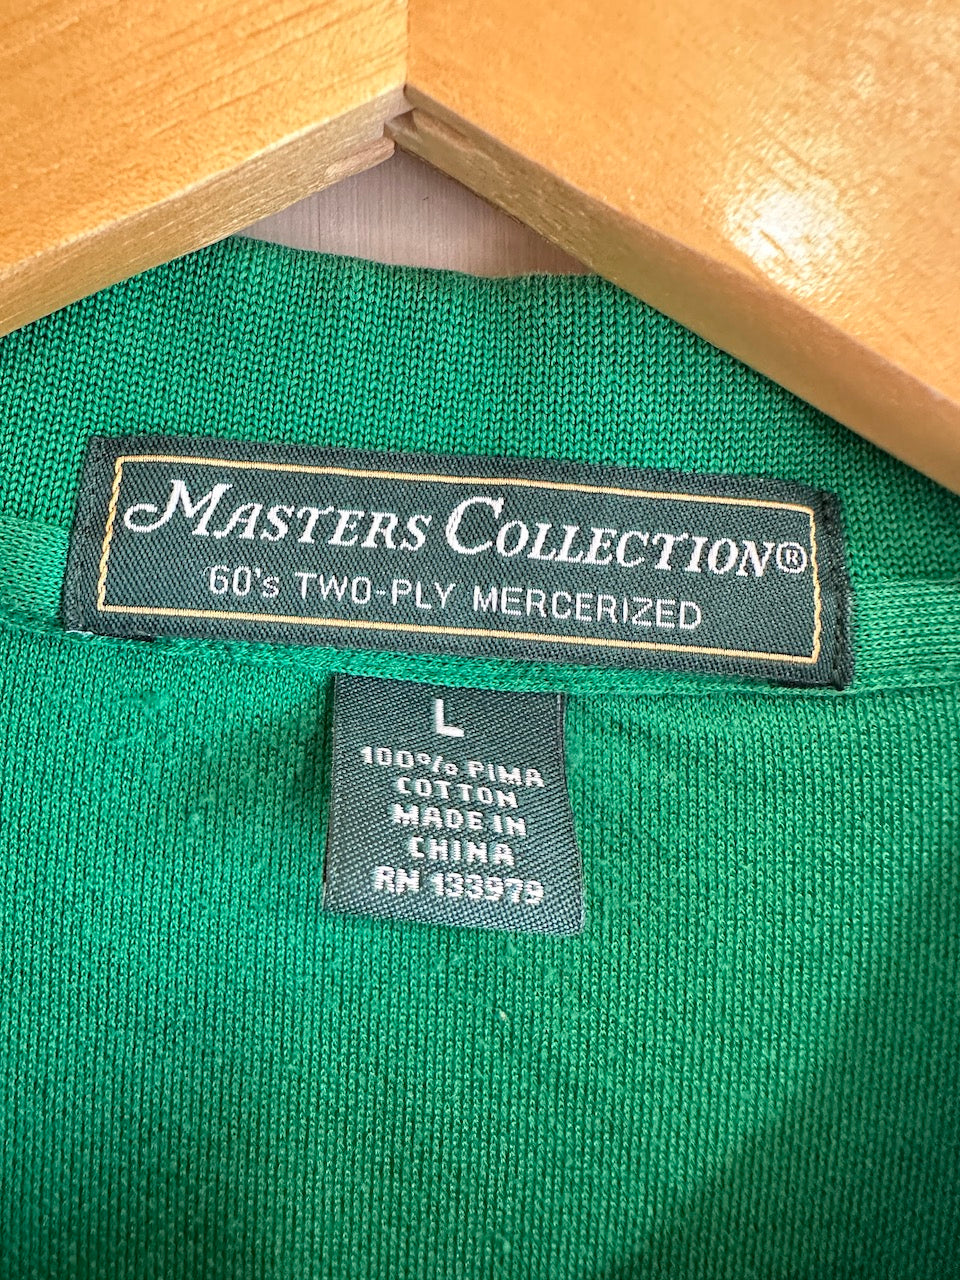 MASTERS COLLECTION®
60's TWO-PLY MERCERIZED
L
100% PIMA
COTTON
MADE IN
CHINA
RN 133979